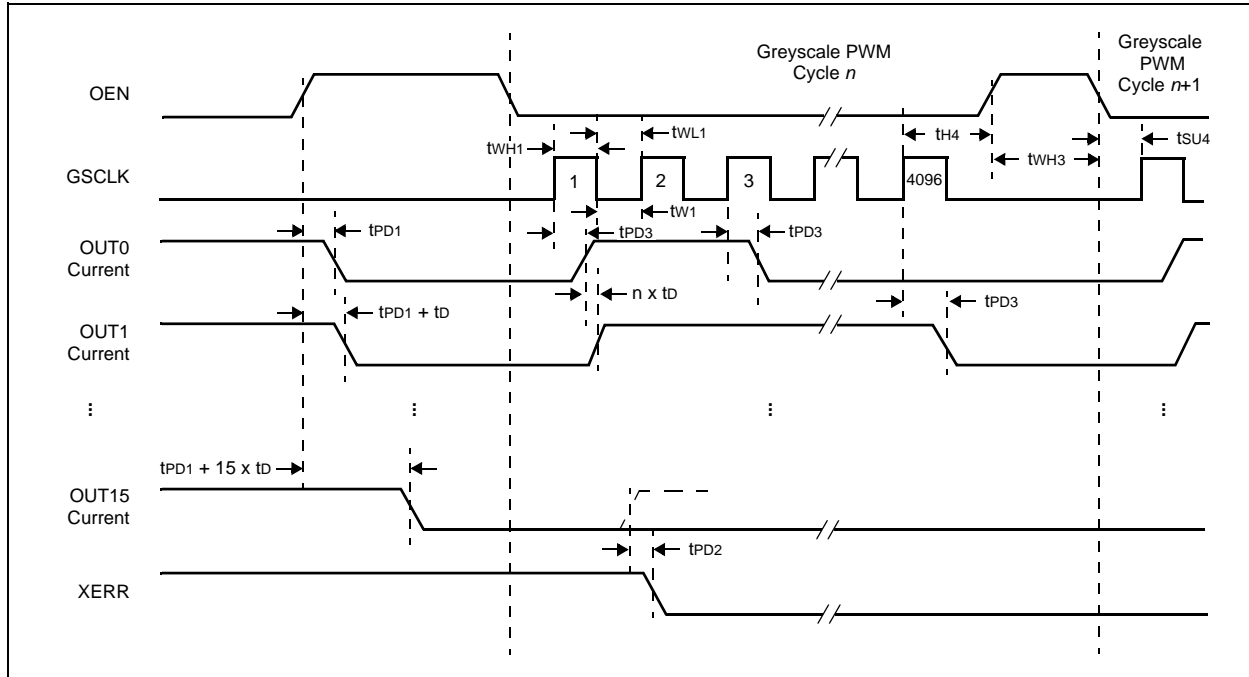 Greyscale PWM
Cycle n
Greyscale
PWM
Cycle n+1
OEN
tWL1
tH4
tSU4
tWH1
tWH3
GSCLK
1
2
3
4096
tW1
tPD1
tPD3
tPD3
OUT0
Current
n x tD
tPD3
tPD1 + tD
OUT1
Current
⋮
⋮
⋮
⋮
tPD1 + 15 x tD
OUT15
Current
tPD2
XERR